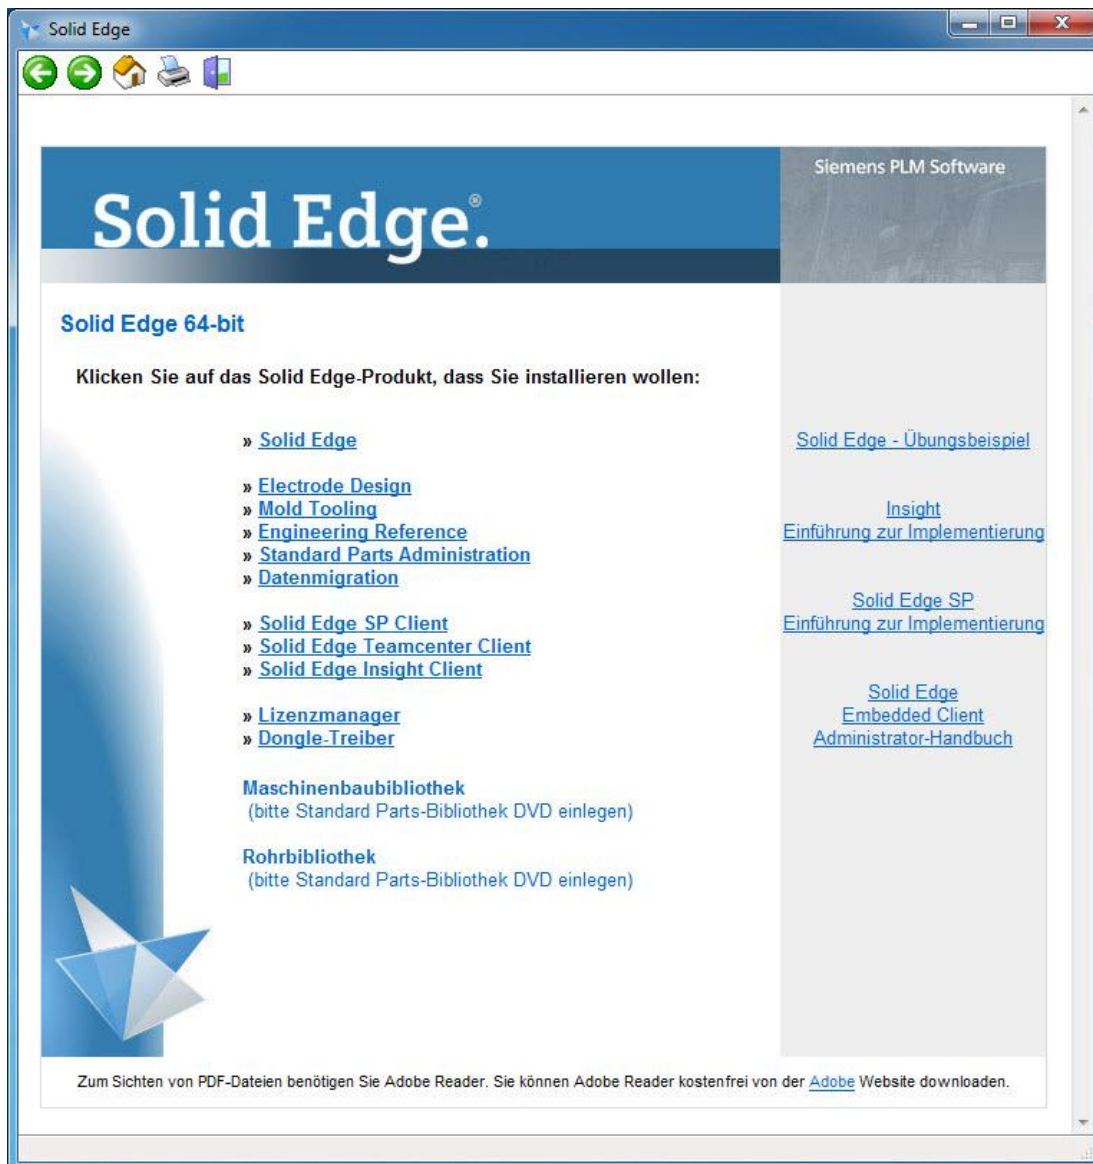 Solid Edge
Siemens PLM Software
Solid Edge®.
Solid Edge 64-bit
Klicken Sie auf das Solid Edge-Produkt, dass Sie installieren wollen:
» Solid Edge
» Electrode Design
» Mold Tooling
» Engineering Reference
» Standard Parts Administration
» Datenmigration
» Solid Edge SP Client
» Solid Edge Teamcenter Client
» Solid Edge Insight Client
» Lizenzmanager
» Dongle-Treiber
Maschinenbaubibliothek
(bitte Standard Parts-Bibliothek DVD einlegen)
Rohrbibliothek
(bitte Standard Parts-Bibliothek DVD einlegen)
Solid Edge - Übungsbeispiel
Insight
Einführung zur Implementierung
Solid Edge SP
Einführung zur Implementierung
Solid Edge
Embedded Client
Administrator-Handbuch
Zum Sichten von PDF-Dateien benötigen Sie Adobe Reader. Sie können Adobe Reader kostenfrei von der Adobe Website downloaden.